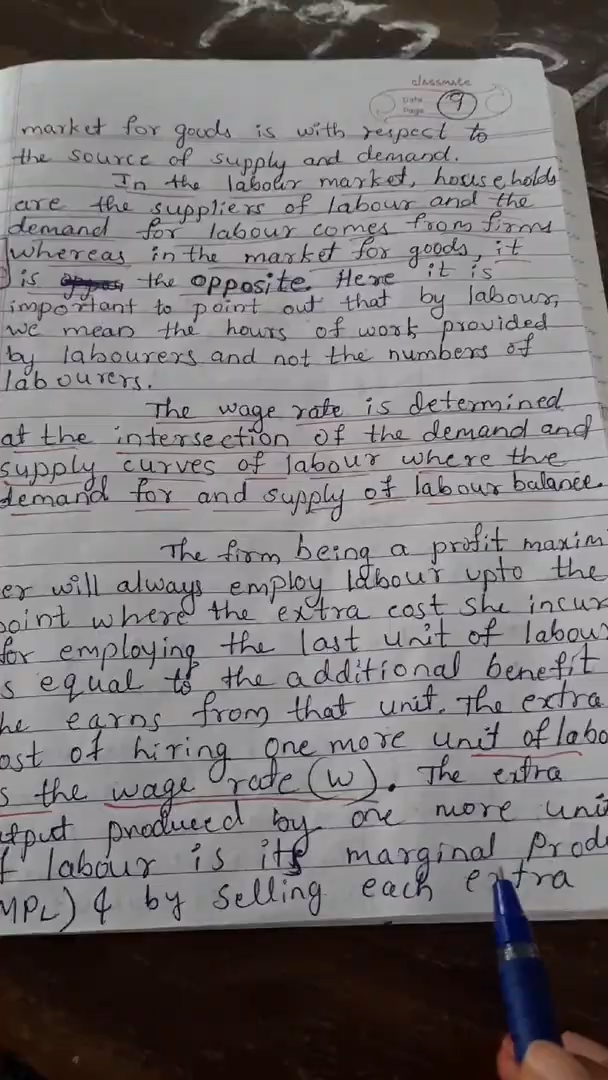 classmate
Date
Page 9
market for goods is with respect to
the source of supply and demand.
In the labour market, households
are the suppliers of labour and the
demand for labour comes from firms
whereas in the market for goods, it
is the opposite. Here it is
important to point out that by labour,
we mean the hours of work provided
by labourers and not the numbers of
labourers.
The wage rate is determined
at the intersection of the demand and
supply curves of labour where the
demand for and supply of labour balance.
The firm being a profit maxim
er will always employ labour upto the
point where the extra cost she incur
for employing the last unit of labour
s equal to the additional benefit
he earns from that unit. The extra
ost of hiring one more unit of labo
s the wage rate (w). The extra
utput produced by one more uni
f labour is its marginal produ
MPL) & by selling each extra